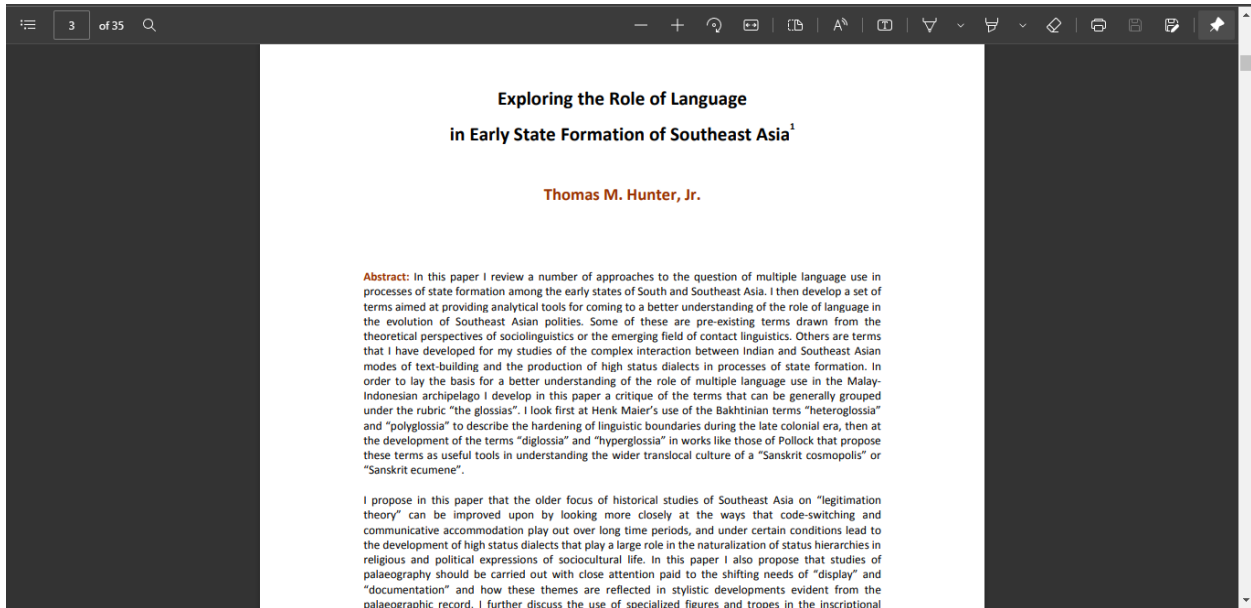 3 of 35
Exploring the Role of Language
in Early State Formation of Southeast Asia1
Thomas M. Hunter, Jr.
Abstract: In this paper I review a number of approaches to the question of multiple language use in
processes of state formation among the early states of South and Southeast Asia. I then develop a set of
terms aimed at providing analytical tools for coming to a better understanding of the role of language in
the evolution of Southeast Asian polities. Some of these are pre-existing terms drawn from the
theoretical perspectives of sociolinguistics or the emerging field of contact linguistics. Others are terms
that I have developed for my studies of the complex interaction between Indian and Southeast Asian
modes of text-building and the production of high status dialects in processes of state formation. In
order to lay the basis for a better understanding of the role of multiple language use in the Malay-
Indonesian archipelago I develop in this paper a critique of the terms that can be generally grouped
under the rubric “the glossias”. I look first at Henk Maier’s use of the Bakhtinian terms “heteroglossia”
and “polyglossia” to describe the hardening of linguistic boundaries during the late colonial era, then at
the development of the terms “diglossia” and “hyperglossia” in works like those of Pollock that propose
these terms as useful tools in understanding the wider translocal culture of a “Sanskrit cosmopolis” or
“Sanskrit ecumene”.
I propose in this paper that the older focus of historical studies of Southeast Asia on “legitimation
theory” can be improved upon by looking more closely at the ways that code-switching and
communicative accommodation play out over long time periods, and under certain conditions lead to
the development of high status dialects that play a large role in the naturalization of status hierarchies in
religious and political expressions of sociocultural life. In this paper I also propose that studies of
palaeography should be carried out with close attention paid to the shifting needs of “display” and
“documentation” and how these themes are reflected in stylistic developments evident from the
palaeographic record. I further discuss the use of specialized figures and tropes in the inscriptional